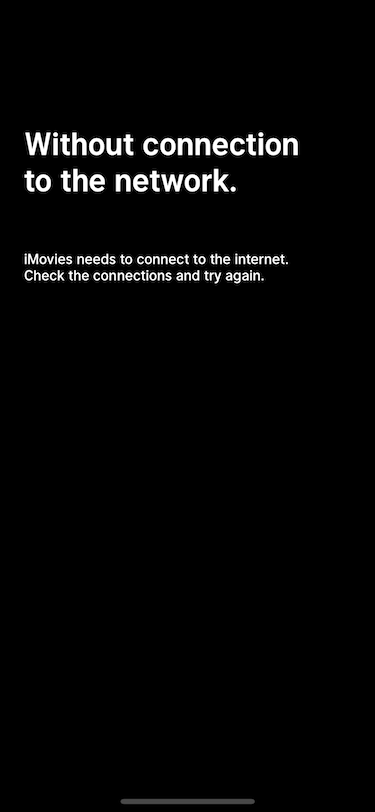 Without connection
to the network.
iMovies needs to connect to the internet.
Check the connections and try again.